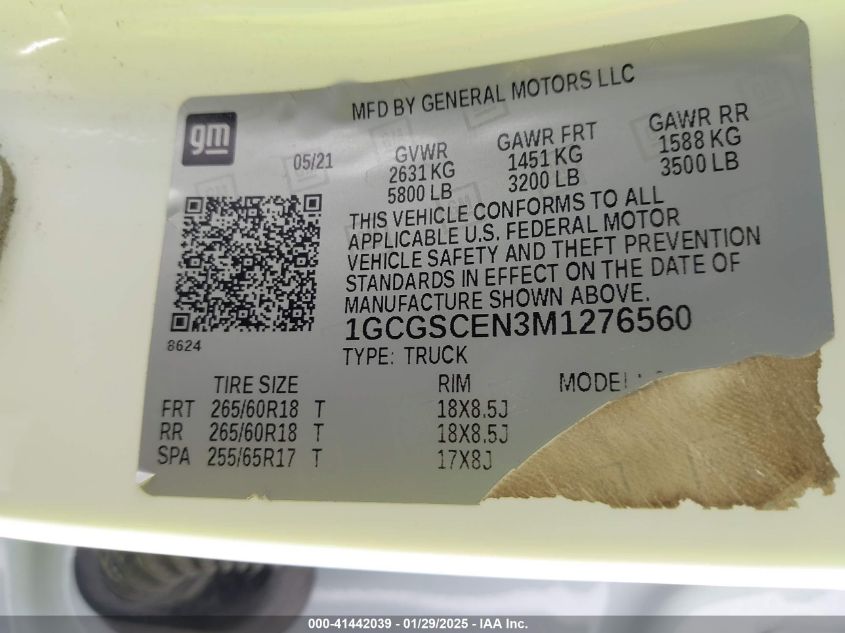 MFD BY GENERAL MOTORS LLC
gm
05/21
GVWR GAWR FRT GAWR RR
2631 KG 1451 KG 1588 KG
5800 LB 3200 LB 3500 LB
THIS VEHICLE CONFORMS TO ALL
APPLICABLE U.S. FEDERAL MOTOR
VEHICLE SAFETY AND THEFT PREVENTION
STANDARDS IN EFFECT ON THE DATE OF
MANUFACTURE SHOWN ABOVE.
1GCGSCEN3M1276560
8624
TYPE: TRUCK
TIRE SIZE RIM
FRT 265/60R18 T 18X8.5J
RR 265/60R18 T 18X8.5J
SPA 255/65R17 T 17X8J
000-41442039 - 01/29/2025 - IAA Inc.